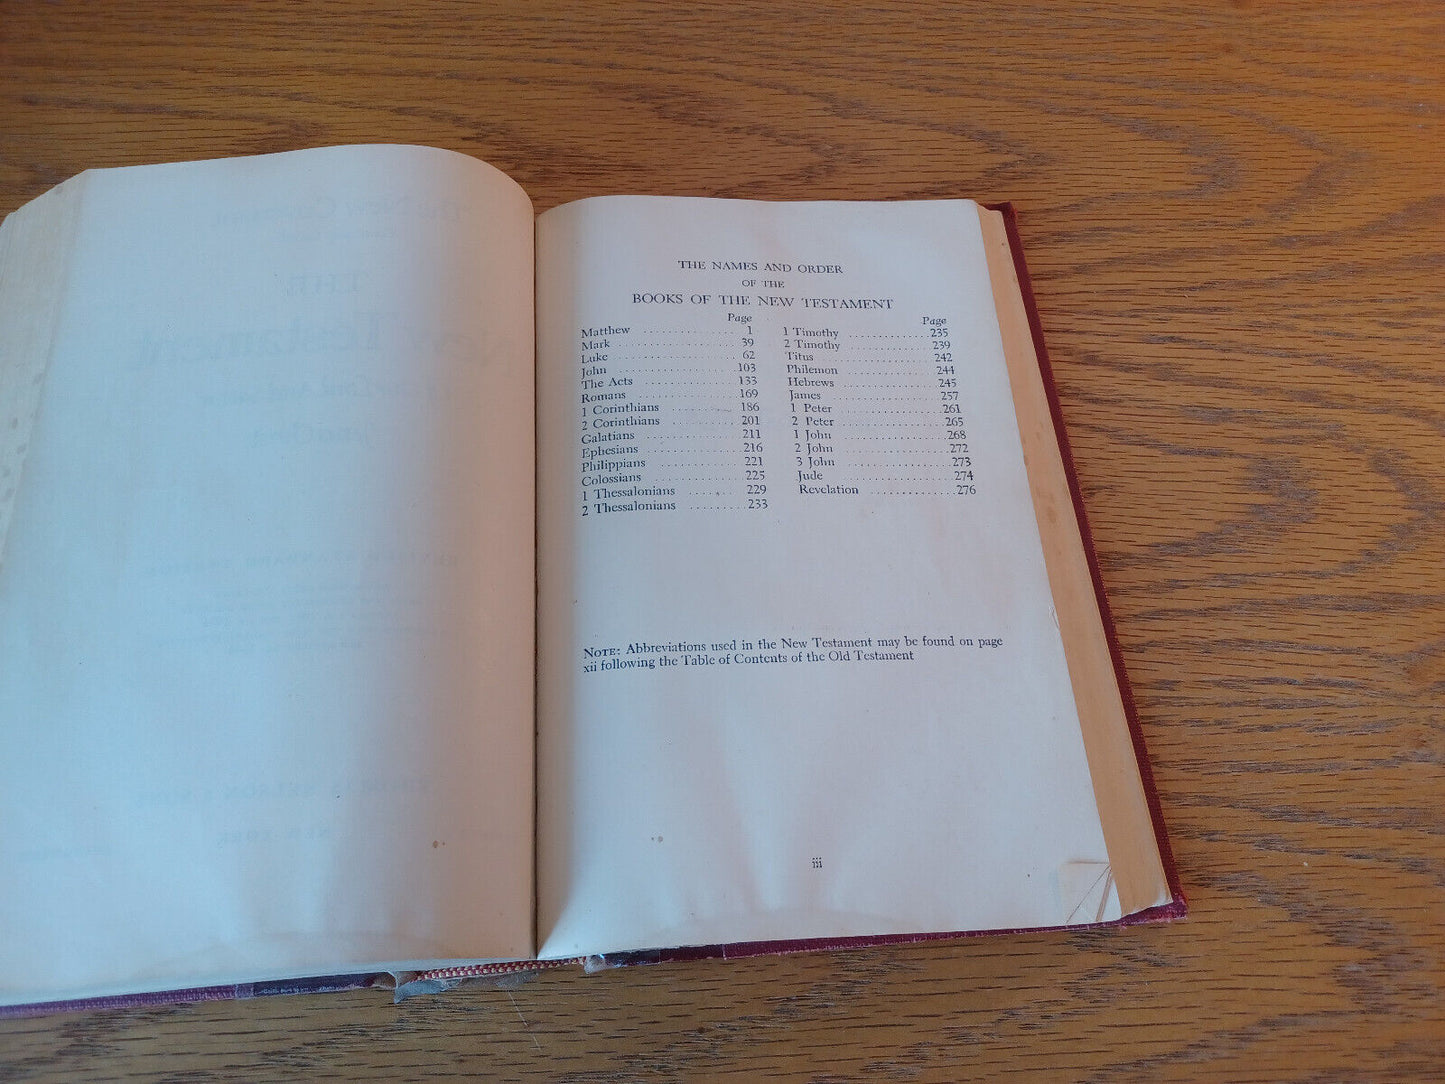 THE NAMES AND ORDER
OF THE
BOOKS OF THE NEW TESTAMENT
Page
Matthew .............. 1
Mark .................. 39
Luke .................. 62
John .................. 103
The Acts .............. 133
Romans ................ 169
1 Corinthians ......... 186
2 Corinthians ......... 201
Galatians ............. 211
Ephesians ............. 216
Philippians ........... 221
Colossians ............ 225
1 Thessalonians ....... 229
2 Thessalonians ......... 233
Page
1 Timothy .............. 235
2 Timothy .............. 239
Titus .................. 242
Philemon ............... 244
Hebrews ................ 245
James .................. 257
1 Peter ................ 261
2 Peter ................ 265
1 John ................. 268
2 John ................. 272
3 John ................. 273
Jude ................... 274
Revelation ............. 276
NOTE: Abbreviations used in the New Testament may be found on page
xii following the Table of Contents of the Old Testament
iii